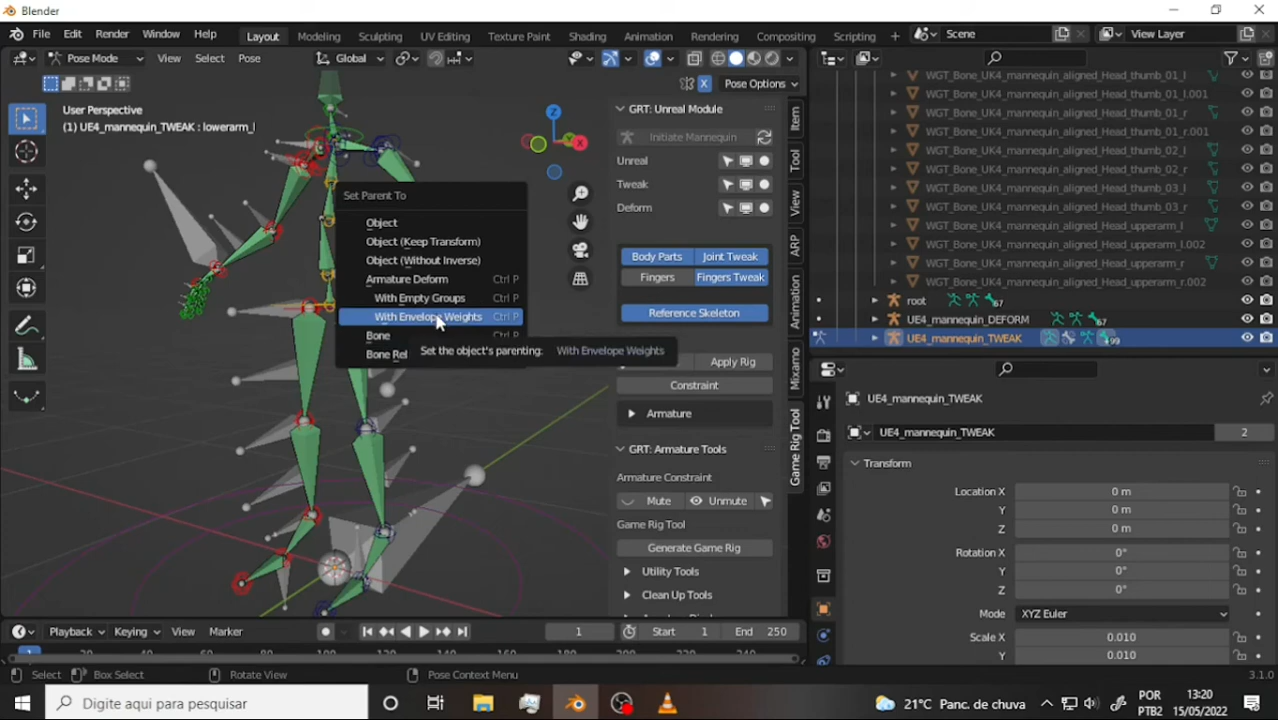 Blender
File Edit Render Window Help Layout Modeling Sculpting UV Editing Texture Paint Shading Animation Rendering Compositing Scripting + Scene View Layer
Pose Mode View Select Pose Global
X Pose Options
User Perspective
(1) UE4_mannequin_TWEAK : lowerarm_l
Z
X
Set Parent To
Object
Object (Keep Transform)
Object (Without Inverse)
Armature Deform Ctrl P
With Empty Groups Ctrl P
With Envelope Weights Ctrl P
Bone Ctrl P
Bone Rel
Set the object's parenting: With Envelope Weights
GRT: Unreal Module
Initiate Mannequin
Unreal
Tweak
Deform
Body Parts Joint Tweak
Fingers Fingers Tweak
Reference Skeleton
Apply Rig
Constraint
Armature
GRT: Armature Tools
Armature Constraint
Mute Unmute
Game Rig Tool
Generate Game Rig
Utility Tools
Clean Up Tools
Item
Tool
View
ARP
Animation
Mixamo
Game Rig Tool
WGT_Bone_UK4_mannequin_aligned_Head_thumb_01_l
WGT_Bone_UK4_mannequin_aligned_Head_thumb_01_l.001
WGT_Bone_UK4_mannequin_aligned_Head_thumb_01_r
WGT_Bone_UK4_mannequin_aligned_Head_thumb_01_r.001
WGT_Bone_UK4_mannequin_aligned_Head_thumb_02_l
WGT_Bone_UK4_mannequin_aligned_Head_thumb_02_r
WGT_Bone_UK4_mannequin_aligned_Head_thumb_03_l
WGT_Bone_UK4_mannequin_aligned_Head_thumb_03_r
WGT_Bone_UK4_mannequin_aligned_Head_upperarm_l
WGT_Bone_UK4_mannequin_aligned_Head_upperarm_l.002
WGT_Bone_UK4_mannequin_aligned_Head_upperarm_r
WGT_Bone_UK4_mannequin_aligned_Head_upperarm_r.002
root 67
UE4_mannequin_DEFORM 67
UE4_mannequin_TWEAK 99
UE4_mannequin_TWEAK
UE4_mannequin_TWEAK 2
Transform
Location X 0 m
Y 0 m
Z 0 m
Rotation X 0°
Y 0°
Z 0°
Mode XYZ Euler
Scale X 0.010
Y 0.010
Playback Keying View Marker 1 Start 1 End 250
1
Select Box Select Rotate View Pose Context Menu 3.1.0
Digite aqui para pesquisar
21°C Panc. de chuva
POR
PTB2
13:20
15/05/2022